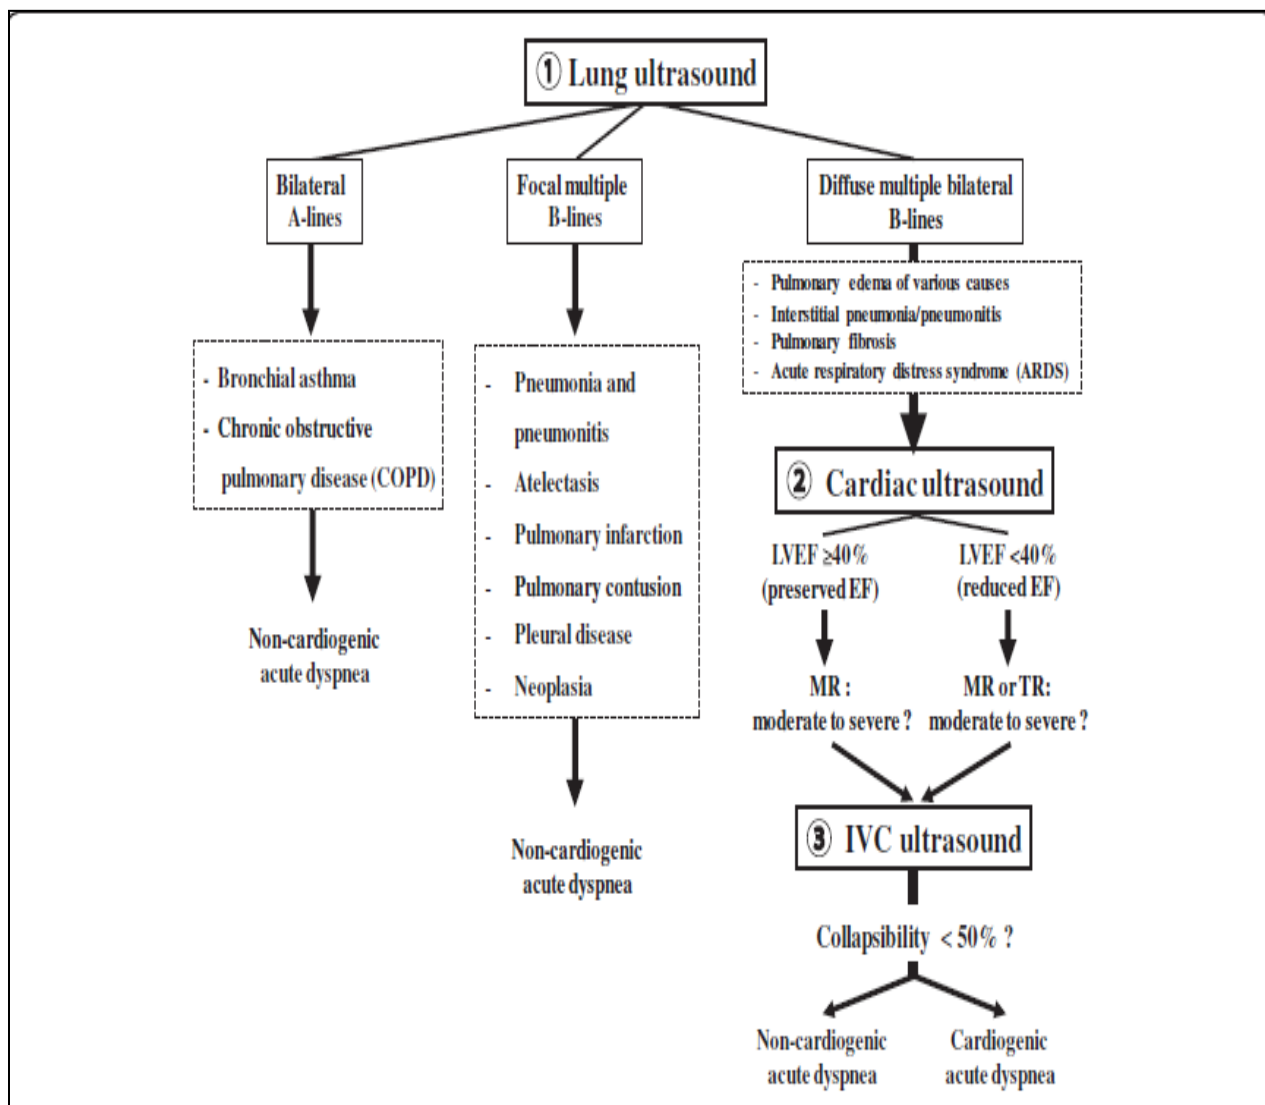 ① Lung ultrasound
Bilateral
A-lines
Focal multiple
B-lines
Diffuse multiple bilateral
B-lines
- Pulmonary edema of various causes
- Interstitial pneumonia/pneumonitis
- Pulmonary fibrosis
- Acute respiratory distress syndrome (ARDS)
- Bronchial asthma
- Chronic obstructive
pulmonary disease (COPD)
- Pneumonia and
pneumonitis
- Atelectasis
- Pulmonary infarction
- Pulmonary contusion
- Pleural disease
- Neoplasia
Non-cardiogenic
acute dyspnea
Non-cardiogenic
acute dyspnea
② Cardiac ultrasound
LVEF ≥40%
(preserved EF)
LVEF <40%
(reduced EF)
MR :
moderate to severe ?
MR or TR:
moderate to severe ?
③ IVC ultrasound
Collapsibility < 50% ?
Non-cardiogenic
acute dyspnea
Cardiogenic
acute dyspnea